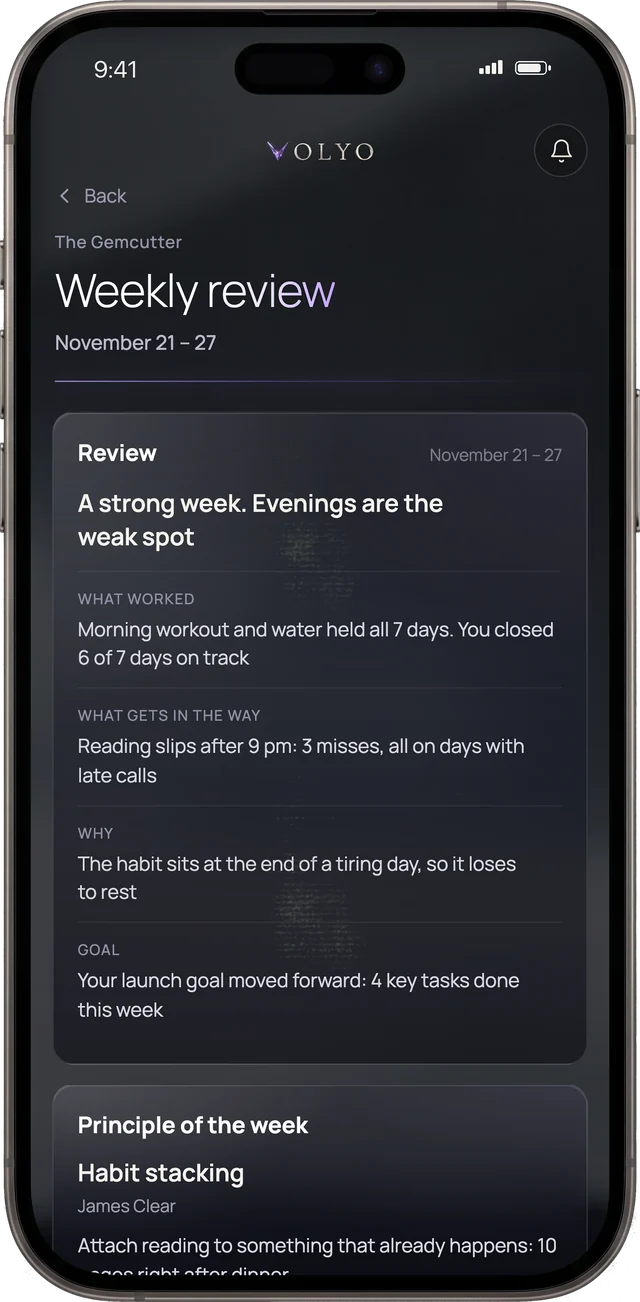 9:41
VOLYO
Back
The Gemcutter
Weekly review
November 21 – 27
Review
November 21 – 27
A strong week. Evenings are the
weak spot
WHAT WORKED
Morning workout and water held all 7 days. You closed
6 of 7 days on track
WHAT GETS IN THE WAY
Reading slips after 9 pm: 3 misses, all on days with
late calls
WHY
The habit sits at the end of a tiring day, so it loses
to rest
GOAL
Your launch goal moved forward: 4 key tasks done
this week
Principle of the week
Habit stacking
James Clear
Attach reading to something that already happens: 10
pages right after dinner